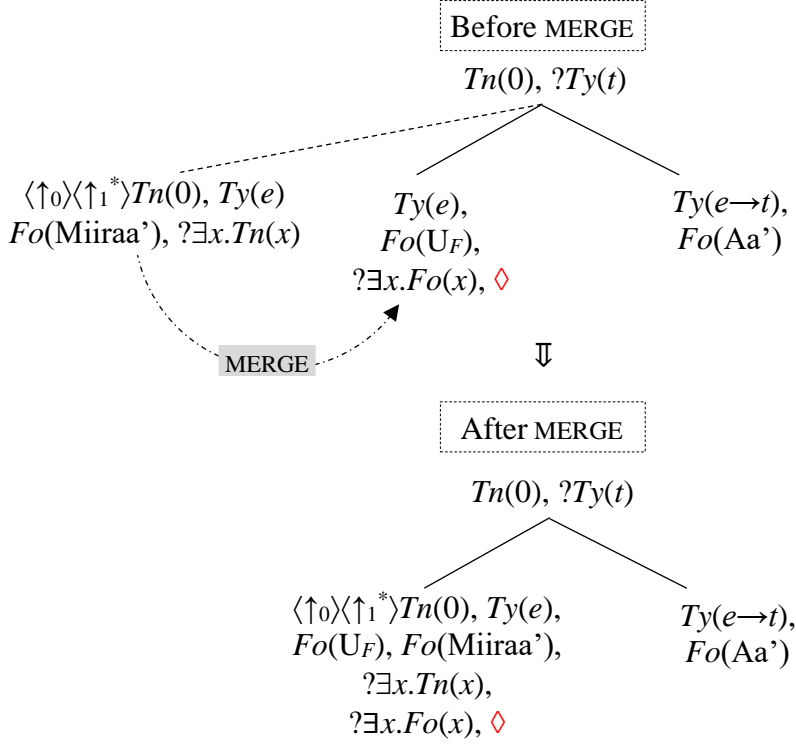 Before MERGE
Tn(0), ?Ty(t)
⟨↑₀⟩⟨↑₁*⟩Tn(0), Ty(e)
Fo(Miiraa’), ?∃x.Tn(x)
Ty(e),
Fo(U_F),
?∃x.Fo(x), ◊
Ty(e→t),
Fo(Aa’)
MERGE
⇓
After MERGE
Tn(0), ?Ty(t)
⟨↑₀⟩⟨↑₁*⟩Tn(0), Ty(e),
Fo(U_F), Fo(Miiraa’),
?∃x.Tn(x),
?∃x.Fo(x), ◊
Ty(e→t),
Fo(Aa’)